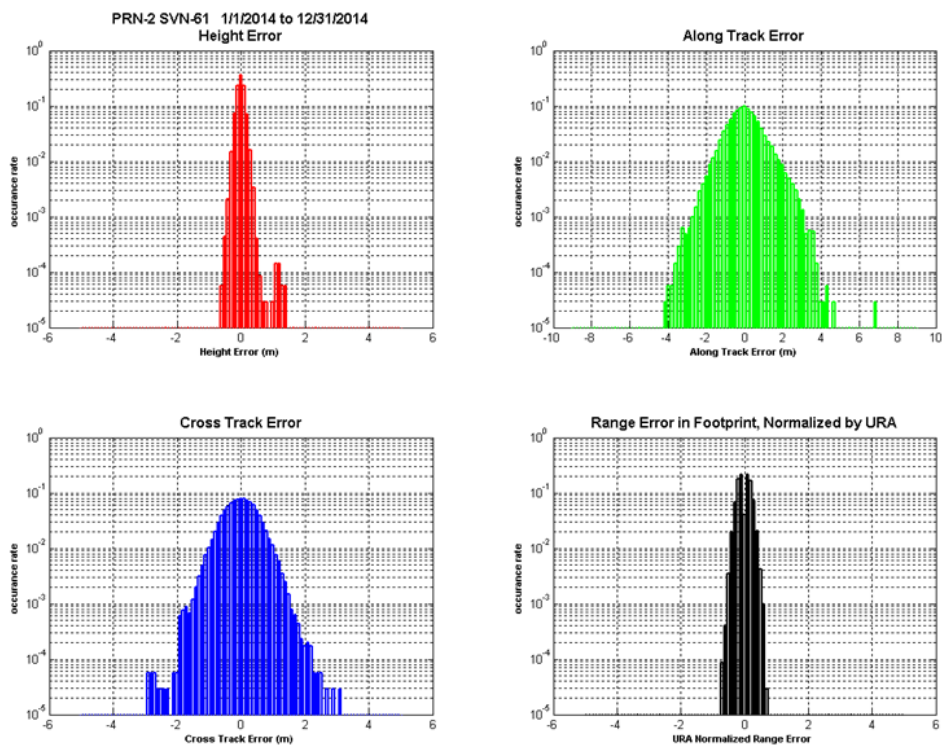 PRN-2 SVN-61 1/1/2014 to 12/31/2014
Height Error
10^0
10^-1
10^-2
10^-3
10^-4
10^-5
occurance rate
-6 -4 -2 0 2 4 6
Height Error (m)
Along Track Error
10^0
10^-1
10^-2
10^-3
10^-4
10^-5
occurance rate
-10 -8 -6 -4 -2 0 2 4 6 8 10
Along Track Error (m)
Cross Track Error
10^0
10^-1
10^-2
10^-3
10^-4
10^-5
occurance rate
-6 -4 -2 0 2 4 6
Cross Track Error (m)
Range Error in Footprint, Normalized by URA
10^0
10^-1
10^-2
10^-3
10^-4
10^-5
occurance rate
-6 -4 -2 0 2 4 6
URA Normalized Range Error